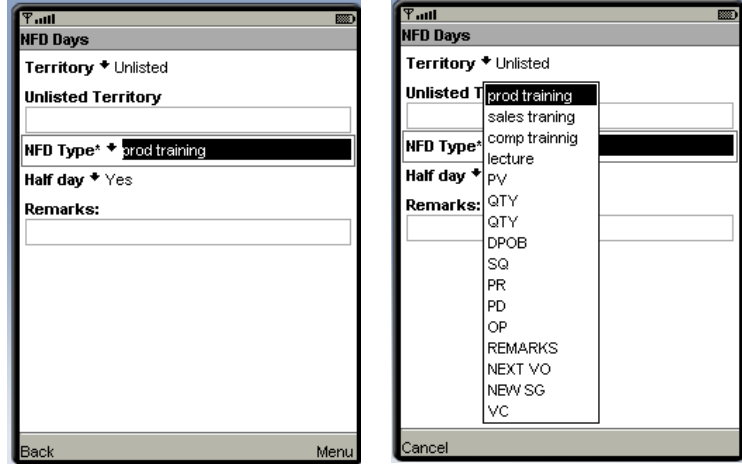 NFD Days
Territory Unlisted
Unlisted Territory
NFD Type* prod training
Half day Yes
Remarks:
Back Menu
NFD Days
Territory Unlisted
Unlisted T
NFD Type*
Half day
Remarks:
prod training
sales traning
comp trainnig
lecture
PV
QTY
QTY
DPOB
SQ
PR
PD
OP
REMARKS
NEXT VO
NEW SG
VC
Cancel